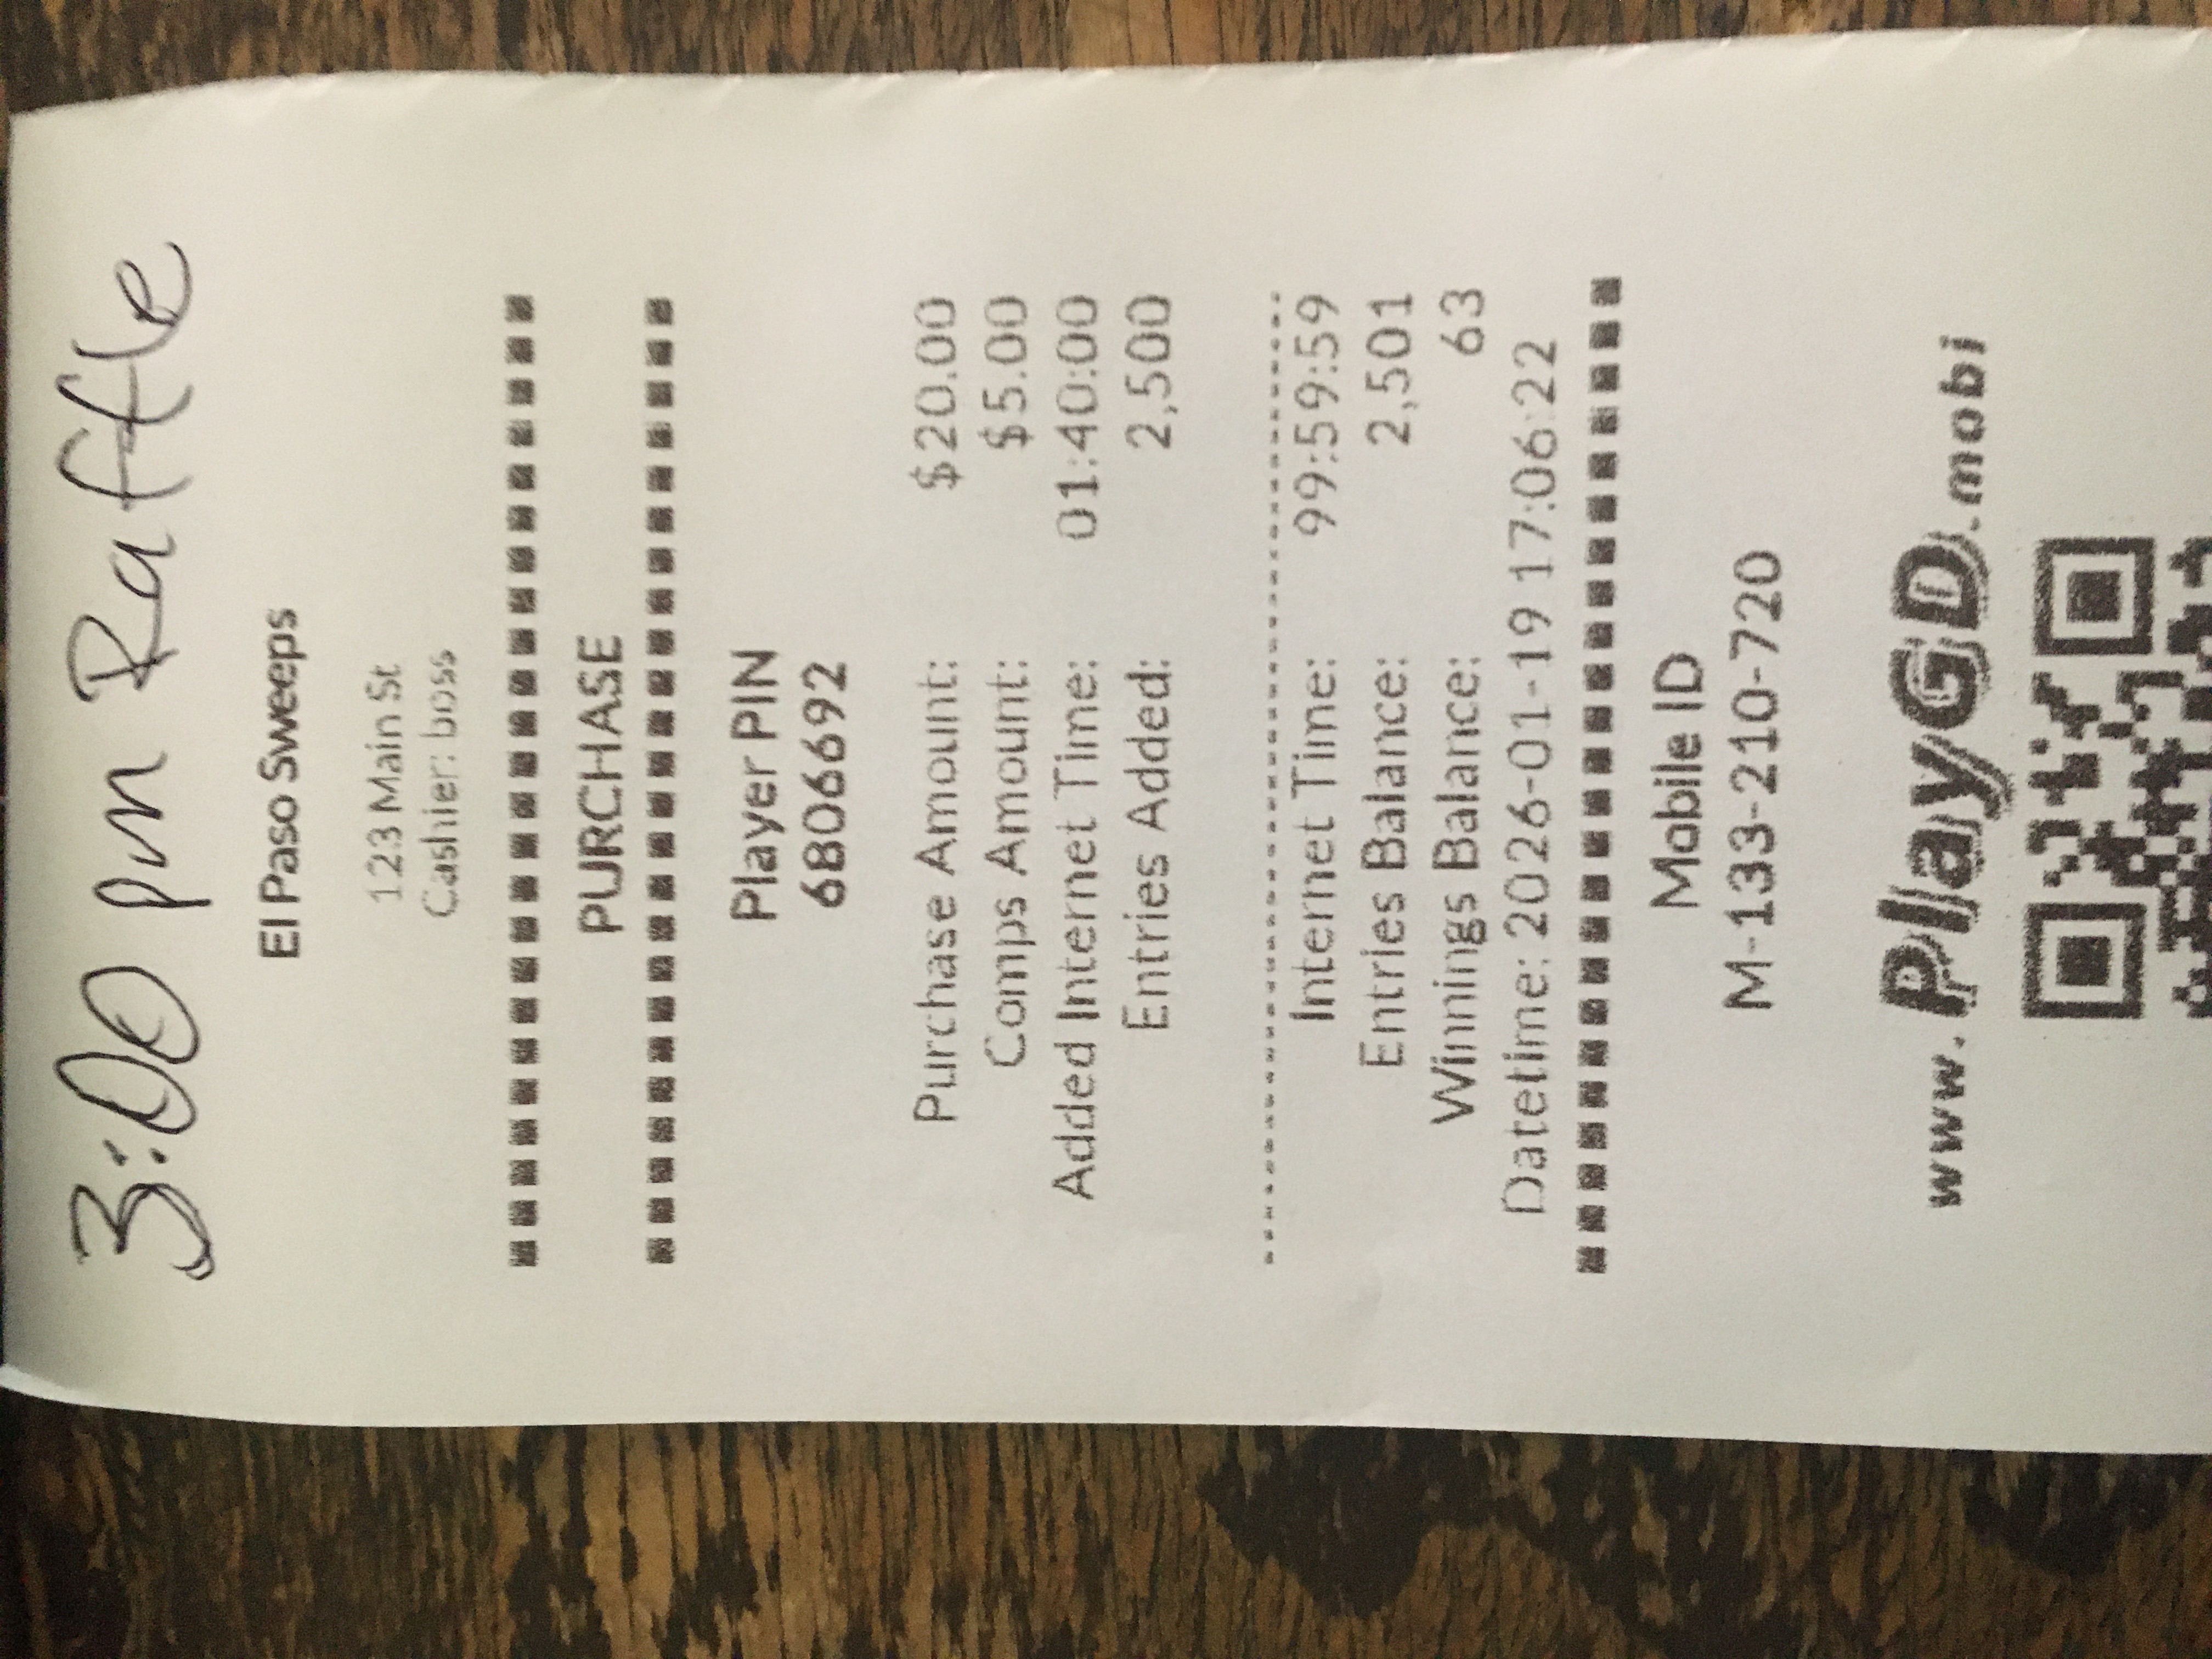 3:00 pm Raffle
El Paso Sweeps
123 Main St
Cashier: boss
PURCHASE
Player PIN
6806692
Purchase Amount: $20.00
Comps Amount: $5.00
Added Internet Time: 01:40:00
Entries Added: 2,500
Internet Time: 99:59:59
Entries Balance: 2,501
Winnings Balance: 63
Datetime: 2026-01-19 17:06:22
Mobile ID
M-133-210-720
www.PlayGD.mobi